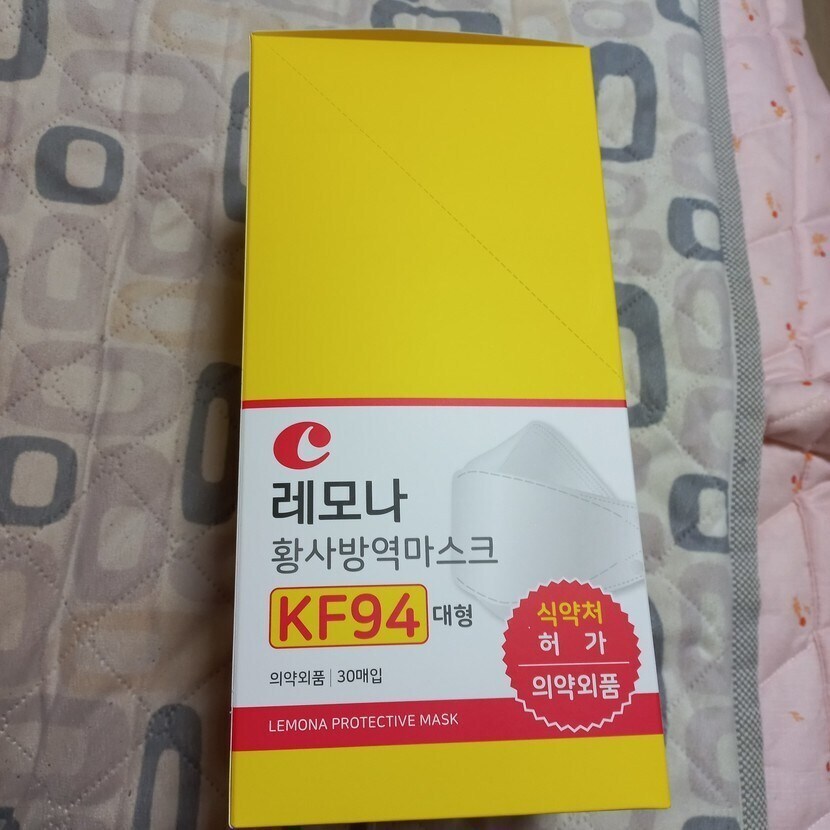 레모나
황사방역마스크
KF94 대형
의약외품 | 30매입
식약처
허 가
의약외품
LEMONA PROTECTIVE MASK